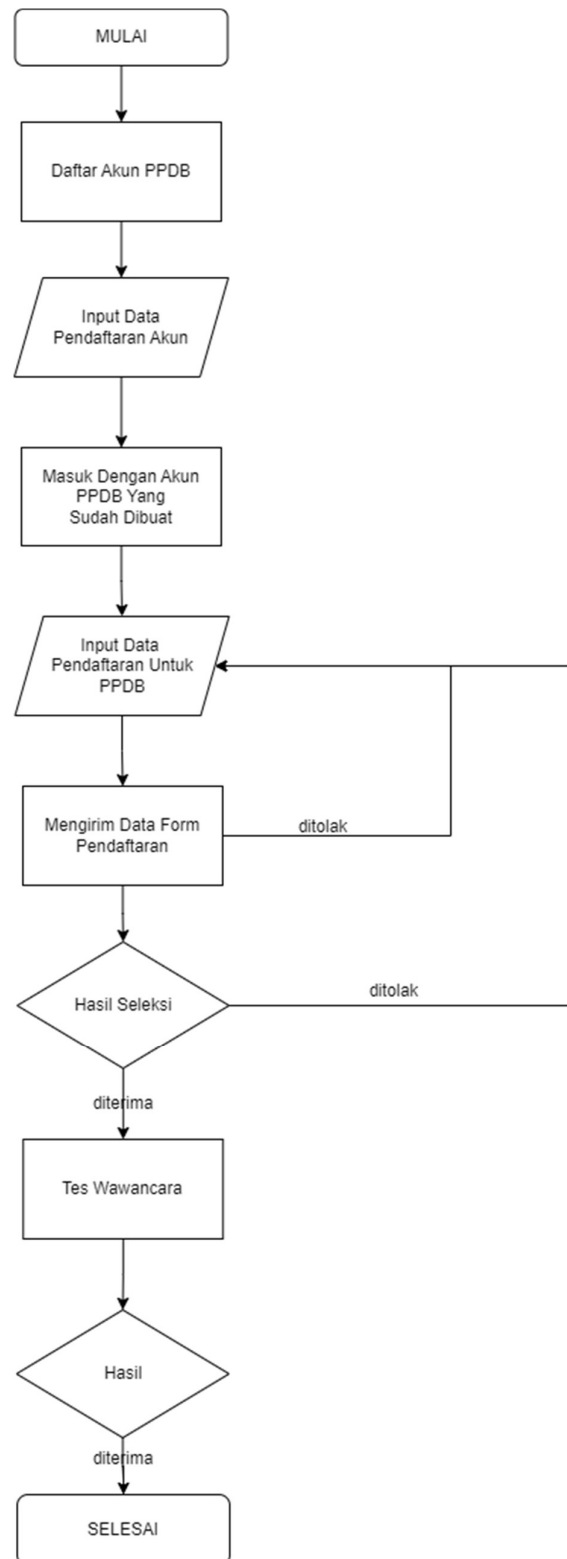 MULAI
Daftar Akun PPDB
Input Data
Pendaftaran Akun
Masuk Dengan Akun
PPDB Yang
Sudah Dibuat
Input Data
Pendaftaran Untuk
PPDB
Mengirim Data Form
Pendaftaran
ditolak
Hasil Seleksi
ditolak
diterima
Tes Wawancara
Hasil
diterima
SELESAI